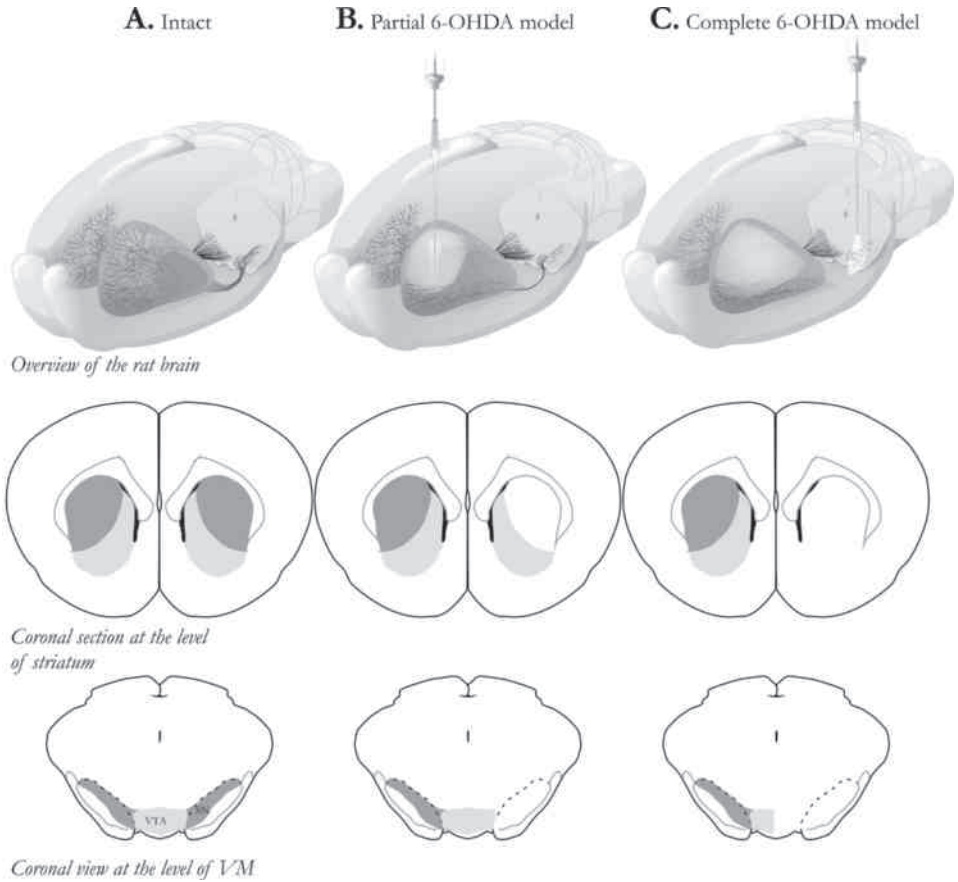 A. Intact
B. Partial 6-OHDA model
C. Complete 6-OHDA model
Overview of the rat brain
Coronal section at the level
of striatum
VTA
SN
Coronal view at the level of VM